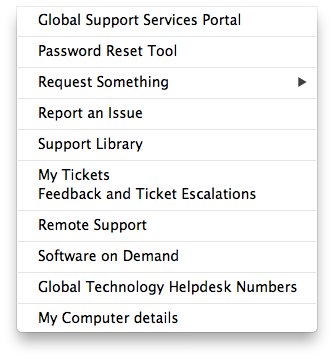 Global Support Services Portal
Password Reset Tool
Request Something
Report an Issue
Support Library
My Tickets
Feedback and Ticket Escalations
Remote Support
Software on Demand
Global Technology Helpdesk Numbers
My Computer details